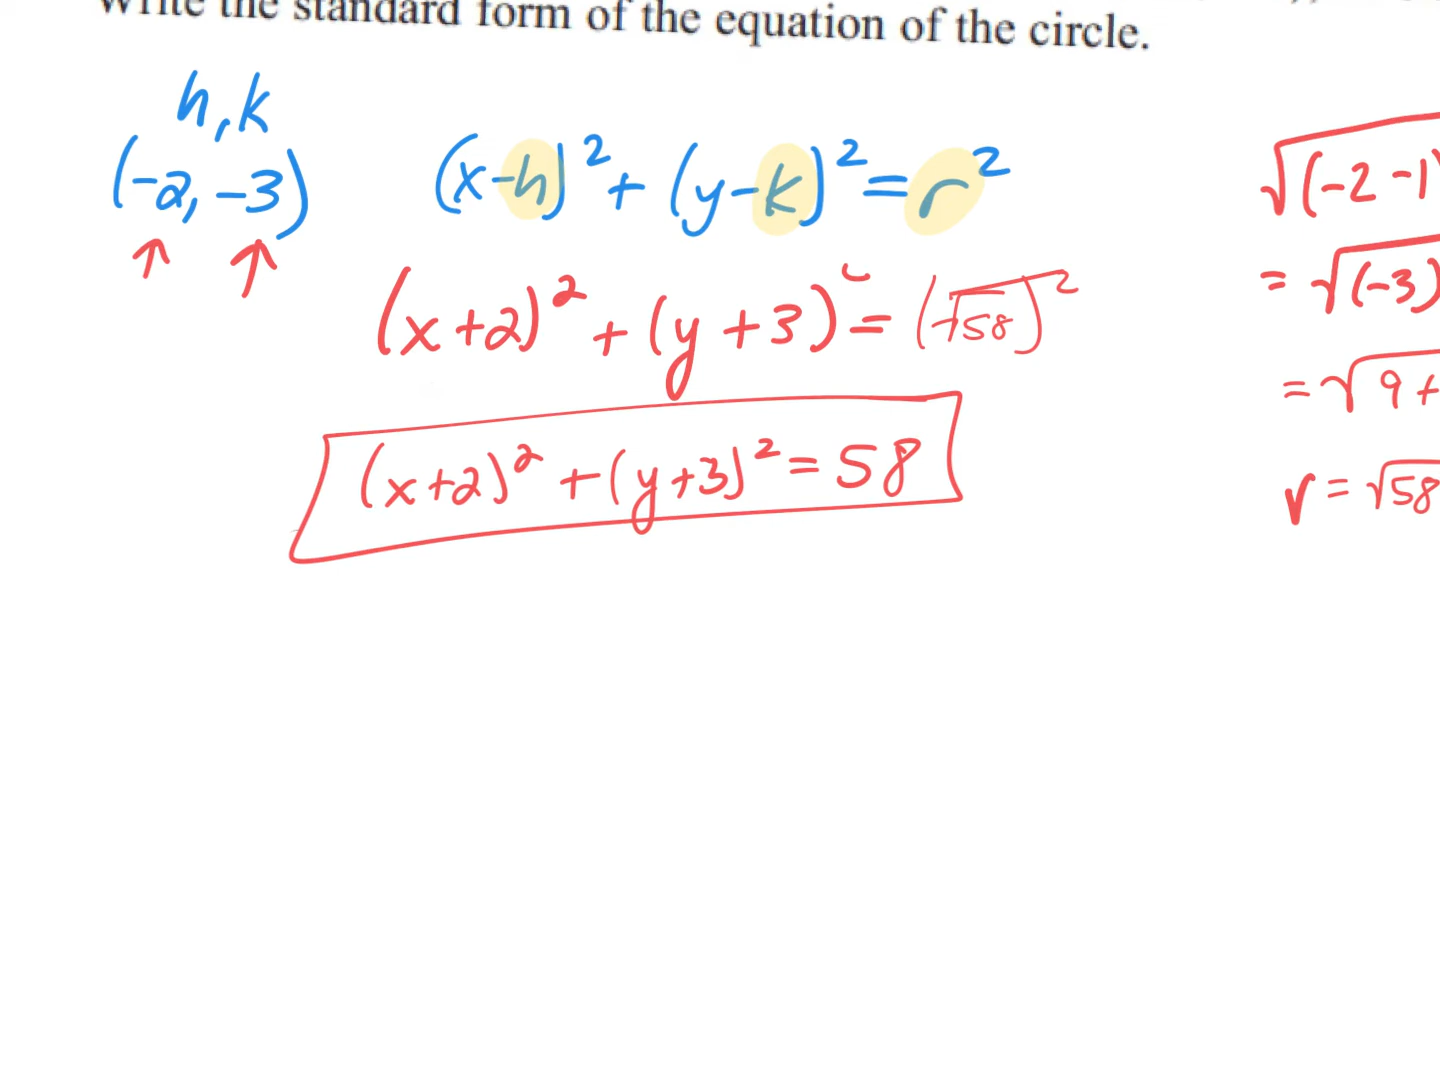 Write the standard form of the equation of the circle.
h, k
(-2, -3)
(x-h)² + (y-k)² = r²
(x+2)² + (y+3)² = (√58)²
(x+2)² + (y+3)² = 58
√(-2-1)
= √(-3)
= √9+
r = √58